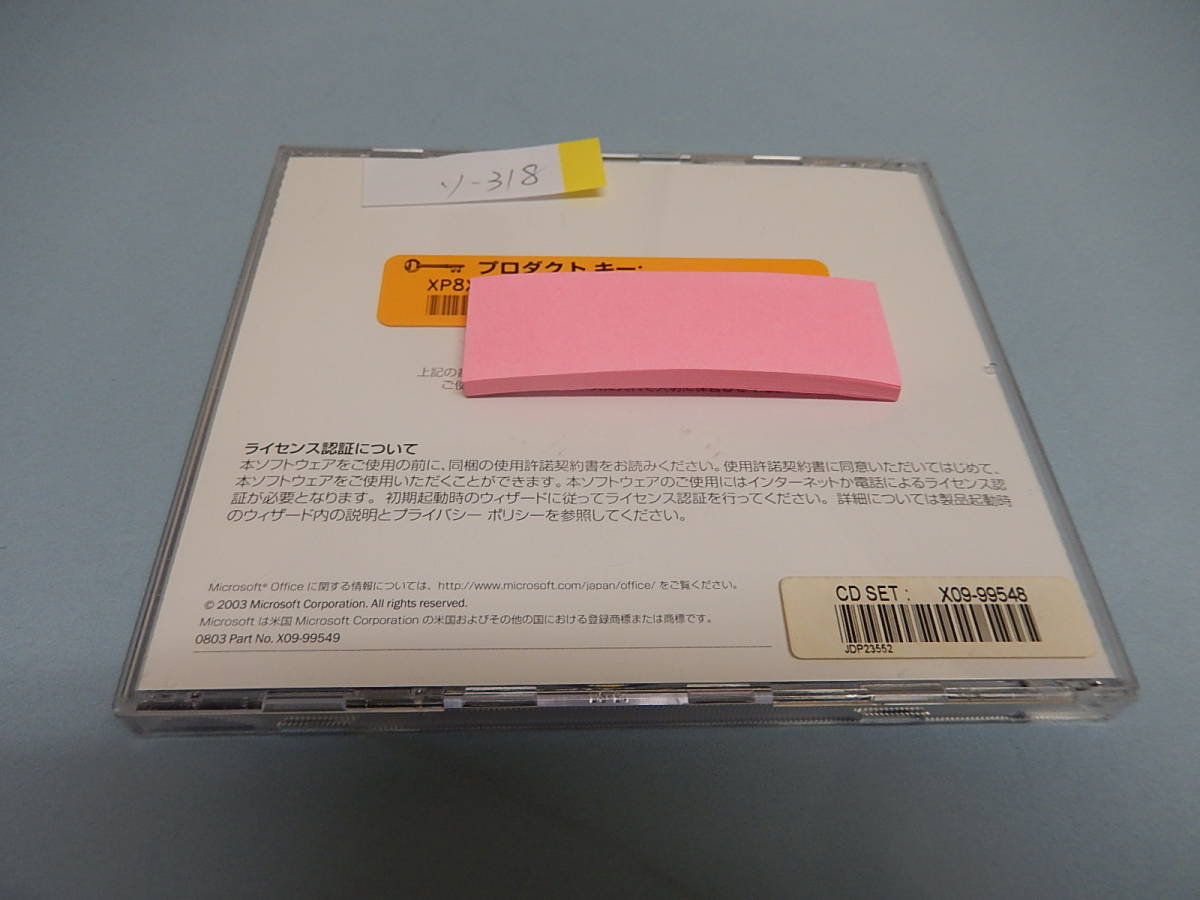 ソ-318
プロダクト キー:
XP8X
上記の
ご使
ライセンス認証について
本ソフトウェアをご使用の前に、同梱の使用許諾契約書をお読みください。使用許諾契約書に同意いただいてはじめて、
本ソフトウェアをご使用いただくことができます。本ソフトウェアのご使用にはインターネットか電話によるライセンス認
証が必要となります。 初期起動時のウィザードに従ってライセンス認証を行ってください。 詳細については製品起動時
のウィザード内の説明とプライバシー ポリシーを参照してください。
Microsoft® Office に関する情報については、http://www.microsoft.com/japan/office/ をご覧ください。
© 2003 Microsoft Corporation. All rights reserved.
Microsoft は米国 Microsoft Corporation の米国およびその他の国における登録商標または商標です。
0803 Part No. X09-99549
CD SET : X09-99548
JDP23552